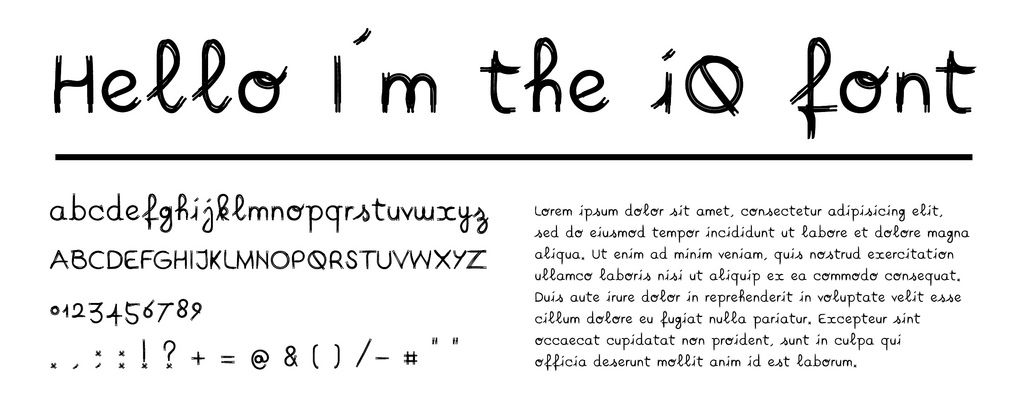 Hello I´m the iQ font
abcdefghijklmnopqrstuvwxyz
ABCDEFGHIJKLMNOPQRSTUVWXYZ
0123456789
. , ; : ! ? + = @ & ( ) / - # " "
Lorem ipsum dolor sit amet, consectetur adipisicing elit,
sed do eiusmod tempor incididunt ut labore et dolore magna
aliqua. Ut enim ad minim veniam, quis nostrud exercitation
ullamco laboris nisi ut aliquip ex ea commodo consequat.
Duis aute irure dolor in reprehenderit in voluptate velit esse
cillum dolore eu fugiat nulla pariatur. Excepteur sint
occaecat cupidatat non proident, sunt in culpa qui
officia deserunt mollit anim id est laborum.